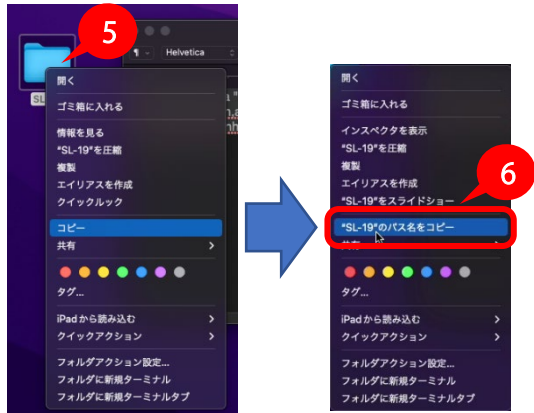 5
Helvetica
SL
開く
ゴミ箱に入れる
情報を見る
"SL-19"を圧縮
複製
エイリアスを作成
クイックルック
コピー
共有
タグ...
iPadから読み込む
クイックアクション
フォルダアクション設定...
フォルダに新規ターミナル
フォルダに新規ターミナルタブ
6
開く
ゴミ箱に入れる
インスペクタを表示
"SL-19"を圧縮
複製
エイリアスを作成
"SL-19"をスライドショー
"SL-19"のパス名をコピー
共有
タグ...
iPadから読み込む
クイックアクション
フォルダアクション設定...
フォルダに新規ターミナル
フォルダに新規ターミナルタブ